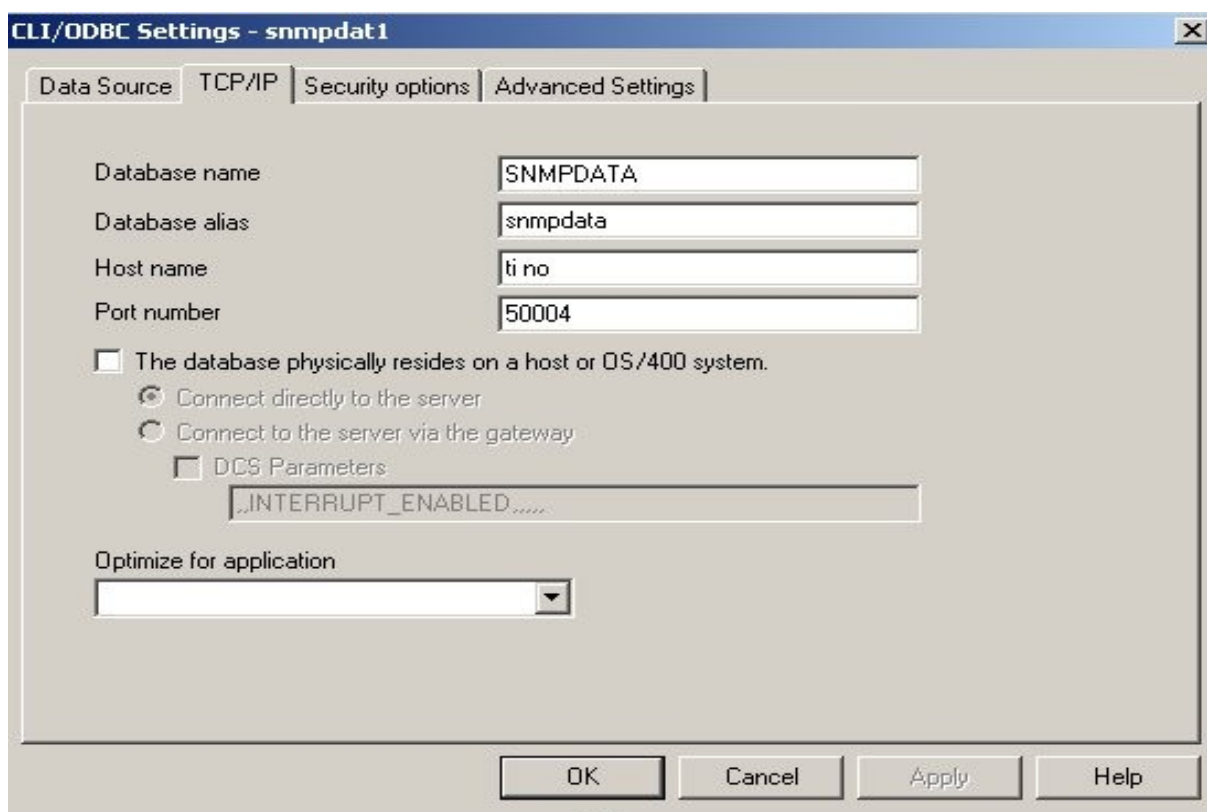 CLI/ODBC Settings - snmpdat1
Data Source TCP/IP Security options Advanced Settings
Database name SNMPDATA
Database alias snmpdata
Host name ti no
Port number 50004
The database physically resides on a host or OS/400 system.
Connect directly to the server
Connect to the server via the gateway
DCS Parameters
,,INTERRUPT_ENABLED,,,,,
Optimize for application
OK Cancel Apply Help